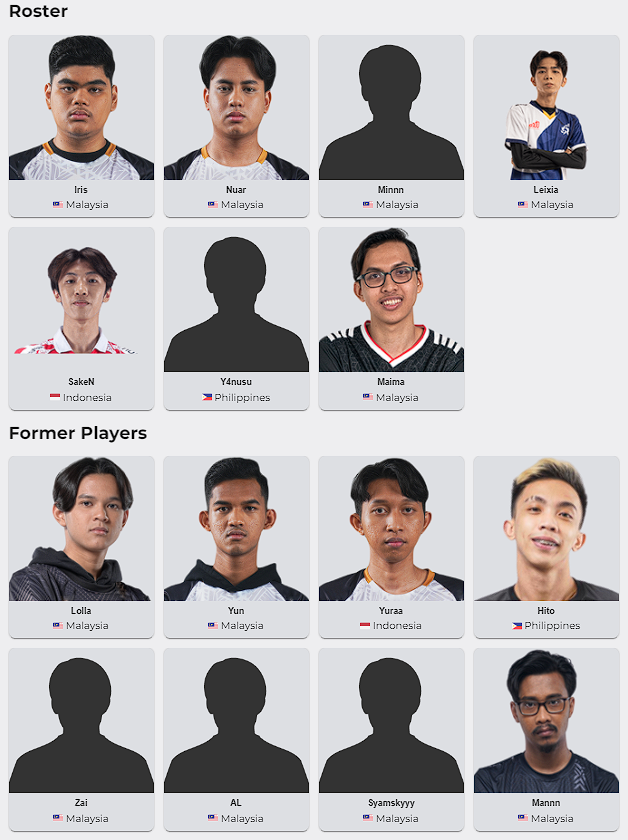 Roster
Iris
Malaysia
Nuar
Malaysia
Minnn
Malaysia
Leixia
Malaysia
SakeN
Indonesia
Y4nusu
Philippines
Maima
Malaysia
Former Players
Lolla
Malaysia
Yun
Malaysia
Yuraa
Indonesia
Hito
Philippines
Zai
Malaysia
AL
Malaysia
Syamskyyy
Malaysia
Mannn
Malaysia